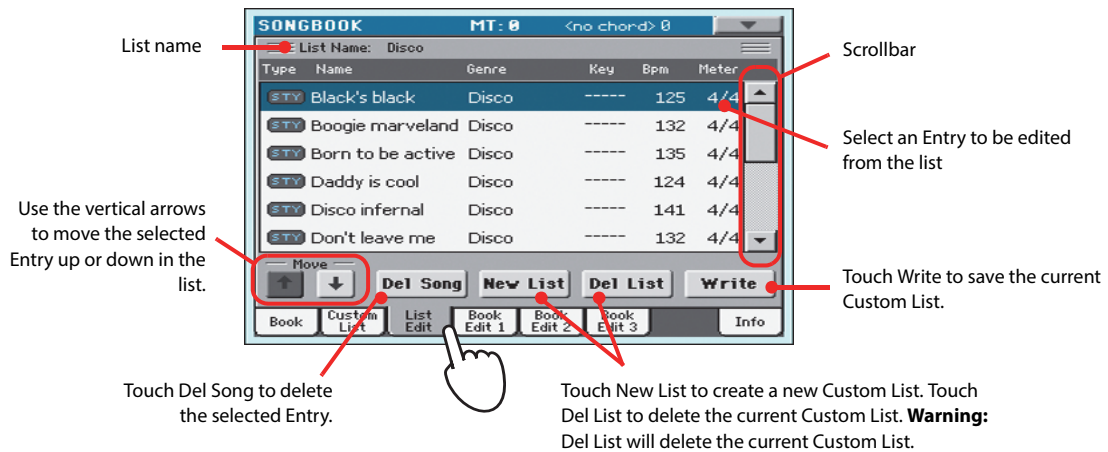 SONGBOOK MT: 0 <no chord> 0
List name
List Name: Disco
Scrollbar
Type Name Genre Key Bpm Meter
STY Black's black Disco ----- 125 4/4
STY Boogie marveland Disco ----- 132 4/4
STY Born to be active Disco ----- 135 4/4
STY Daddy is cool Disco ----- 124 4/4
STY Disco infernal Disco ----- 141 4/4
STY Don't leave me Disco ----- 132 4/4
Select an Entry to be edited
from the list
Use the vertical arrows
to move the selected
Entry up or down in the
list.
Move
Del Song New List Del List Write
Touch Write to save the current
Custom List.
Book Custom List List Edit Book Edit 1 Book Edit 2 Book Edit 3 Info
Touch Del Song to delete
the selected Entry.
Touch New List to create a new Custom List. Touch
Del List to delete the current Custom List. Warning:
Del List will delete the current Custom List.